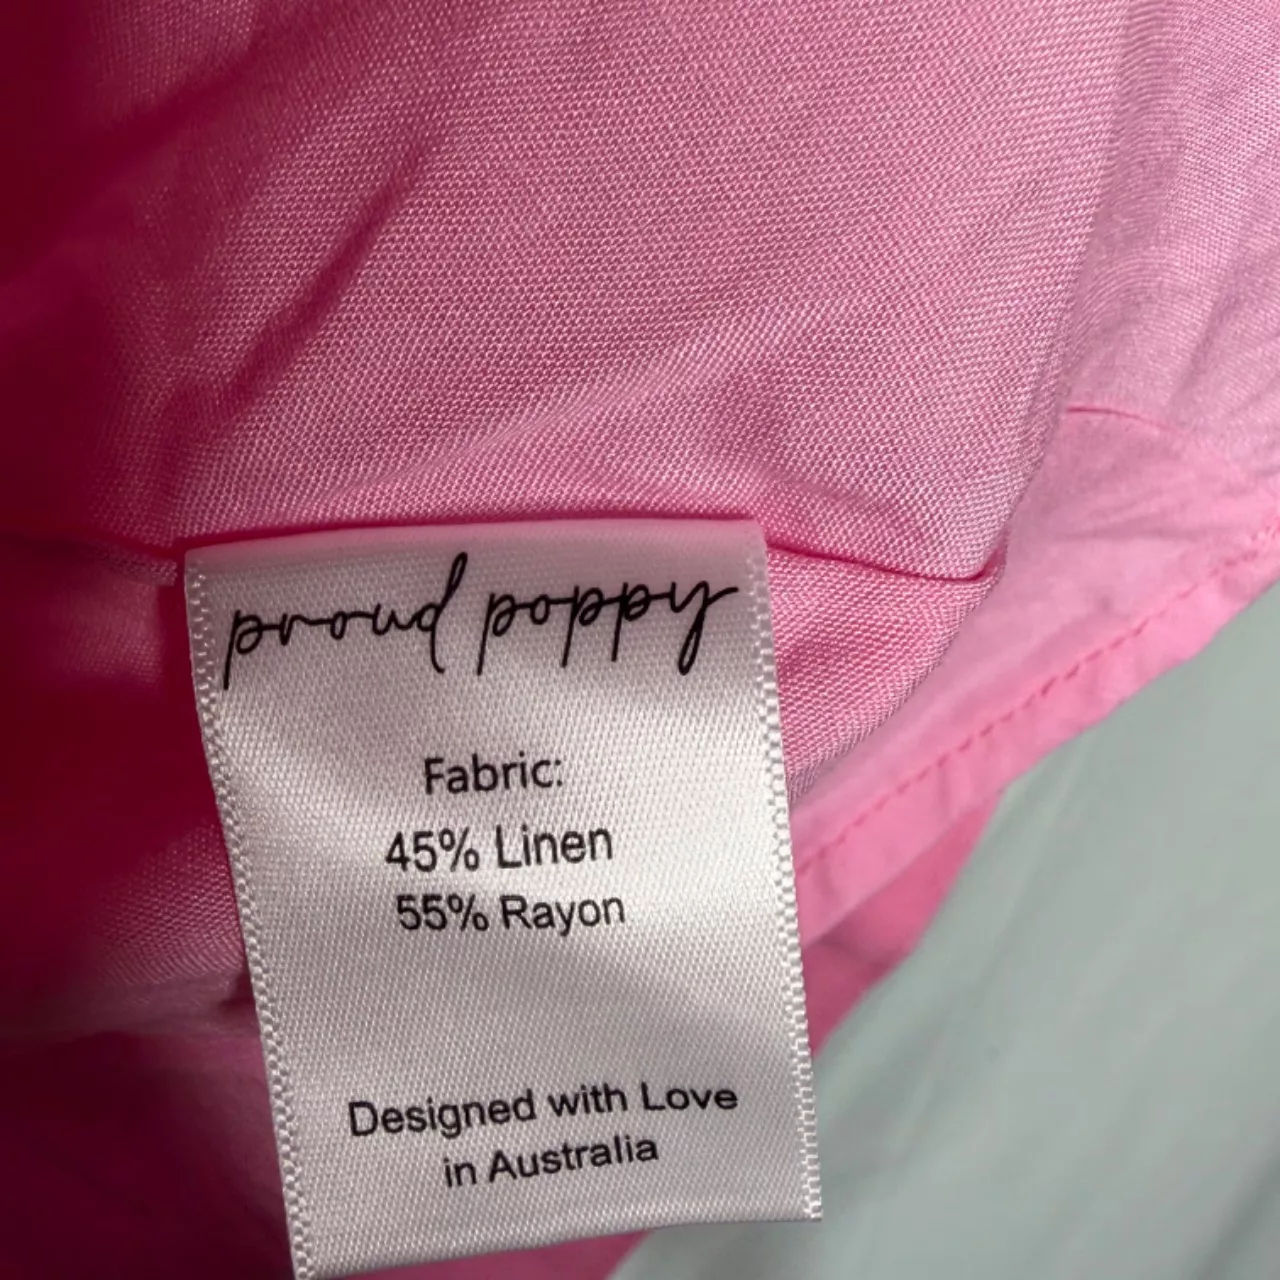 proud poppy
Fabric:
45% Linen
55% Rayon
Designed with Love
in Australia